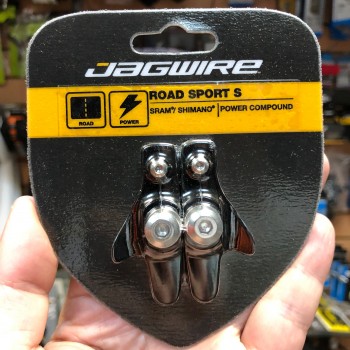 JAGWIRE
ROAD SPORT S
SRAM®/ SHIMANO® | POWER COMPOUND
ROAD
POWER